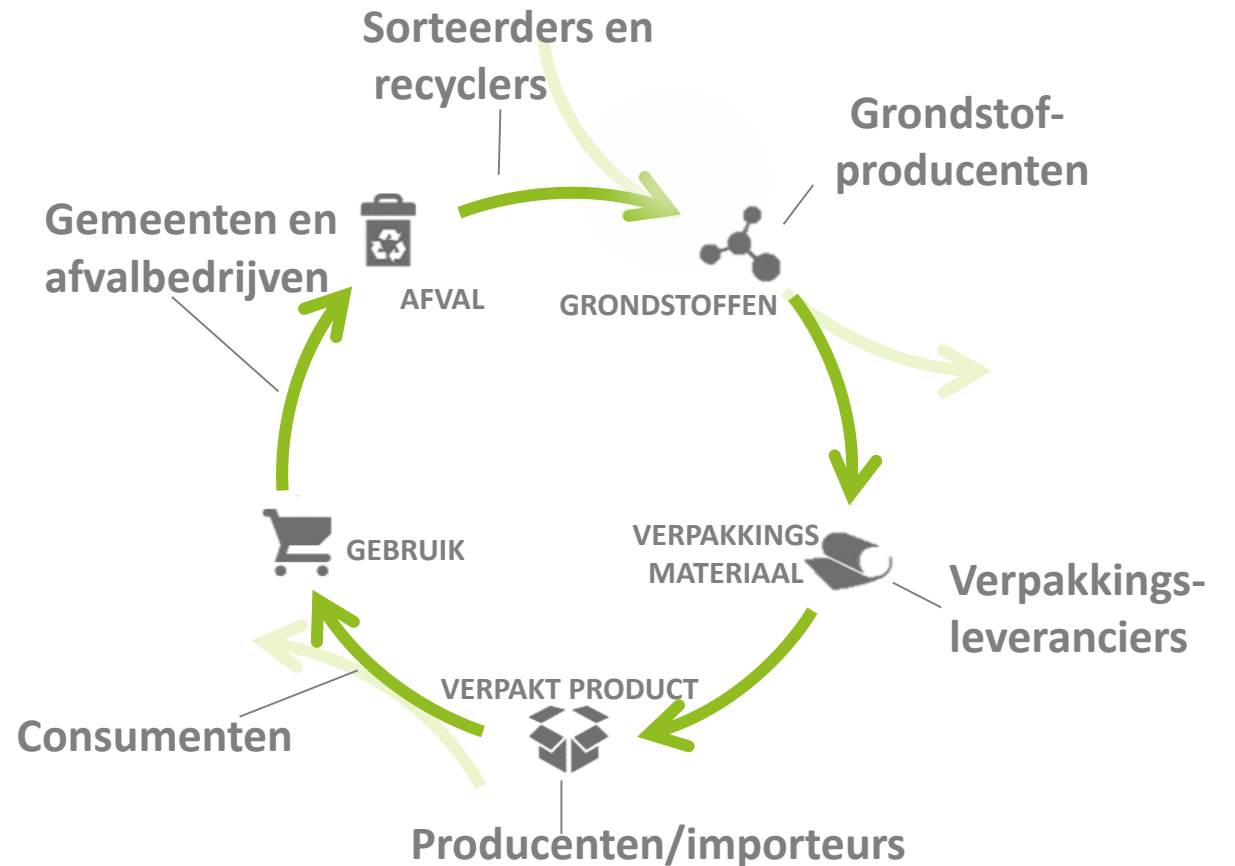 Sorteerders en
recyclers
Grondstof-
producenten
Gemeenten en
afvalbedrijven
AFVAL
GRONDSTOFFEN
VERPAKKINGS
MATERIAAL
GEBRUIK
Verpakkings-
leveranciers
VERPAKT PRODUCT
Consumenten
Producenten/importeurs